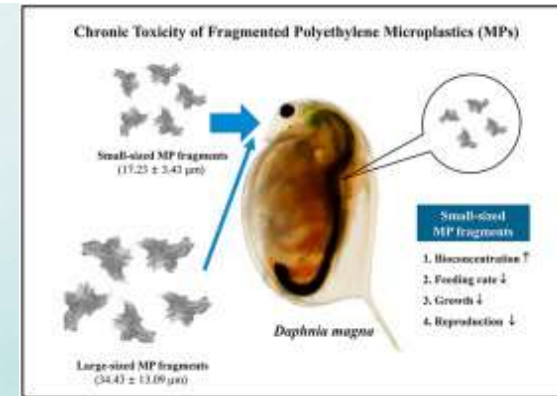 Chronic Toxicity of Fragmented Polyethylene Microplastics (MPs)
Small-sized MP fragments
(17.23 ± 3.43 μm)
Small-sized
MP fragments
1. Bioconcentration ↑
2. Feeding rate ↓
3. Growth ↓
4. Reproduction ↓
Daphnia magna
Large-sized MP fragments
(34.43 ± 13.09 μm)